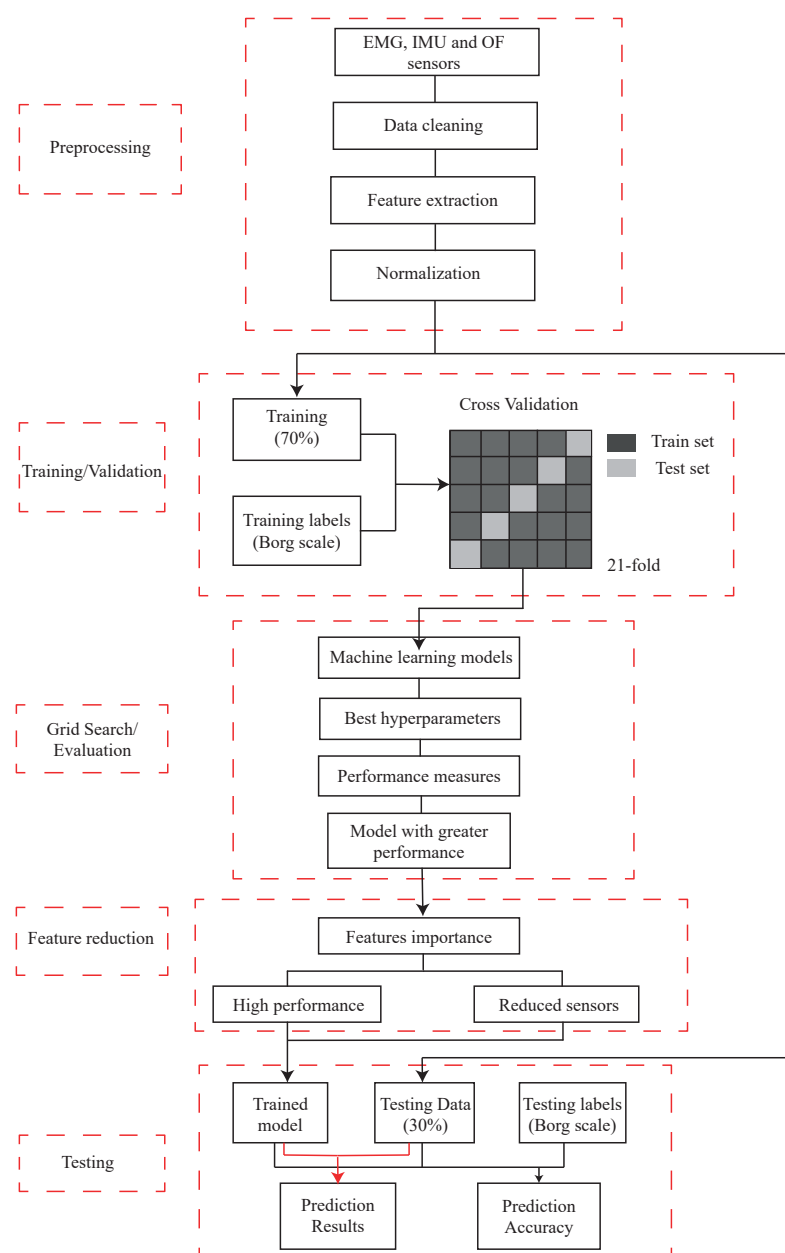 EMG, IMU and OF
sensors
Data cleaning
Preprocessing
Feature extraction
Normalization
Training
(70%)
Cross Validation
Train set
Test set
Training/Validation
Training labels
(Borg scale)
21-fold
Machine learning models
Best hyperparameters
Grid Search/
Evaluation
Performance measures
Model with greater
performance
Feature reduction
Features importance
High performance
Reduced sensors
Trained
model
Testing Data
(30%)
Testing labels
(Borg scale)
Testing
Prediction
Results
Prediction
Accuracy